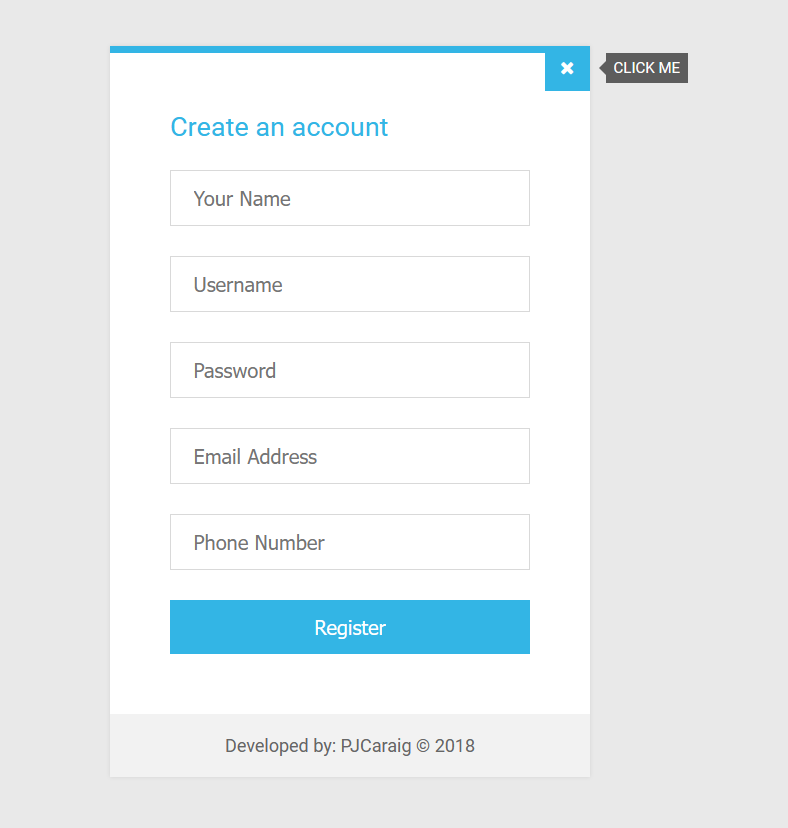 CLICK ME
Create an account
Your Name
Username
Password
Email Address
Phone Number
Register
Developed by: PJCaraig © 2018